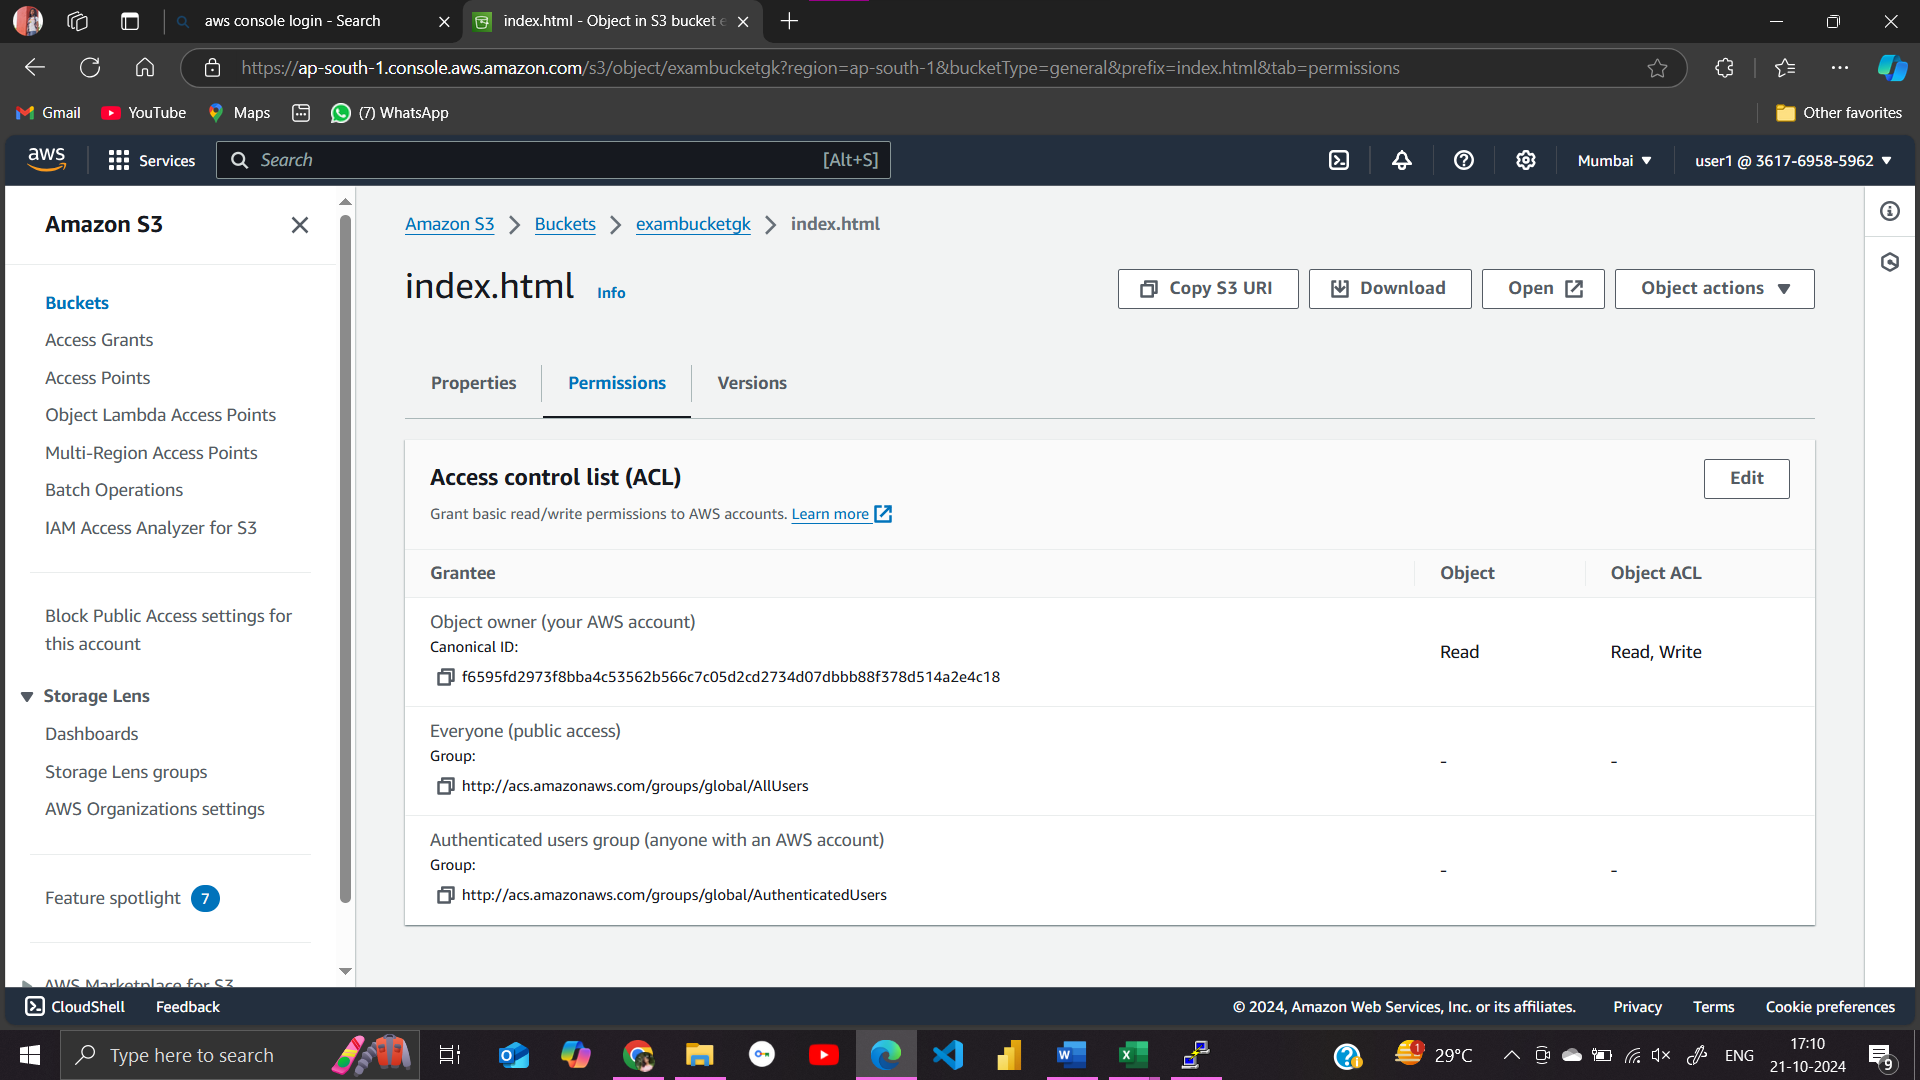 aws console login - Search
index.html - Object in S3 bucket e
https://ap-south-1.console.aws.amazon.com/s3/object/exambucketgk?region=ap-south-1&bucketType=general&prefix=index.html&tab=permissions
Gmail
YouTube
Maps
(7) WhatsApp
Other favorites
aws
Services
Search
[Alt+S]
Mumbai
user1 @ 3617-6958-5962
Amazon S3
Buckets
Access Grants
Access Points
Object Lambda Access Points
Multi-Region Access Points
Batch Operations
IAM Access Analyzer for S3
Block Public Access settings for
this account
Storage Lens
Dashboards
Storage Lens groups
AWS Organizations settings
Feature spotlight 7
AWS Marketplace for S3
Amazon S3 > Buckets > exambucketgk > index.html
index.html Info
Copy S3 URI
Download
Open
Object actions
Properties
Permissions
Versions
Access control list (ACL)
Edit
Grant basic read/write permissions to AWS accounts. Learn more
Grantee
Object
Object ACL
Object owner (your AWS account)
Canonical ID:
f6595fd2973f8bba4c53562b566c7c05d2cd2734d07dbbb88f378d514a2e4c18
Read
Read, Write
Everyone (public access)
Group:
http://acs.amazonaws.com/groups/global/AllUsers
-
-
Authenticated users group (anyone with an AWS account)
Group:
http://acs.amazonaws.com/groups/global/AuthenticatedUsers
-
-
CloudShell
Feedback
© 2024, Amazon Web Services, Inc. or its affiliates.
Privacy
Terms
Cookie preferences
Type here to search
1
29°C
ENG
17:10
21-10-2024
9